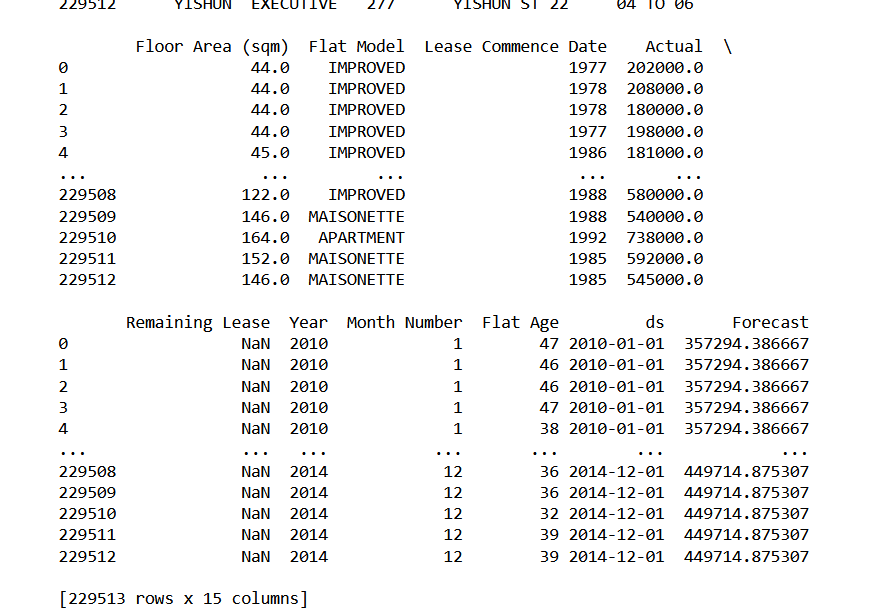 229512 YISHUN EXECUTIVE 277 YISHUN ST 22 04 TO 06
Floor Area (sqm) Flat Model Lease Commence Date Actual \
0 44.0 IMPROVED 1977 202000.0
1 44.0 IMPROVED 1978 208000.0
2 44.0 IMPROVED 1978 180000.0
3 44.0 IMPROVED 1977 198000.0
4 45.0 IMPROVED 1986 181000.0
... ... ... ... ...
229508 122.0 IMPROVED 1988 580000.0
229509 146.0 MAISONETTE 1988 540000.0
229510 164.0 APARTMENT 1992 738000.0
229511 152.0 MAISONETTE 1985 592000.0
229512 146.0 MAISONETTE 1985 545000.0
Remaining Lease Year Month Number Flat Age ds Forecast
0 NaN 2010 1 47 2010-01-01 357294.386667
1 NaN 2010 1 46 2010-01-01 357294.386667
2 NaN 2010 1 46 2010-01-01 357294.386667
3 NaN 2010 1 47 2010-01-01 357294.386667
4 NaN 2010 1 38 2010-01-01 357294.386667
... ... ... ... ... ... ...
229508 NaN 2014 12 36 2014-12-01 449714.875307
229509 NaN 2014 12 36 2014-12-01 449714.875307
229510 NaN 2014 12 32 2014-12-01 449714.875307
229511 NaN 2014 12 39 2014-12-01 449714.875307
229512 NaN 2014 12 39 2014-12-01 449714.875307
[229513 rows x 15 columns]